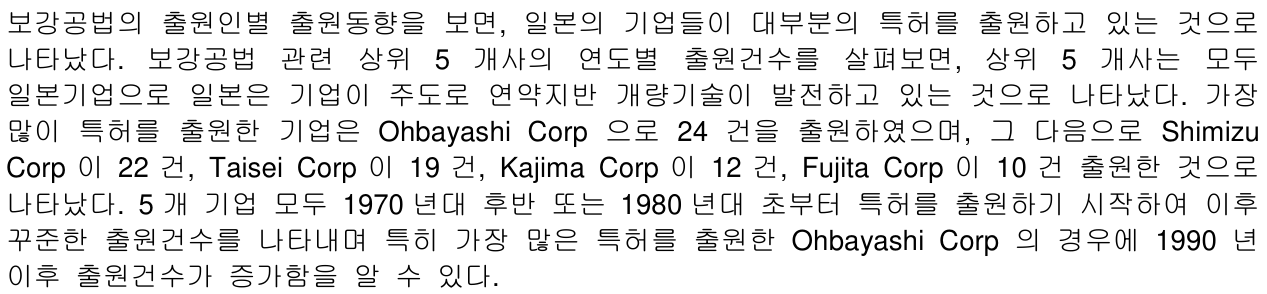 보강공법의 출원인별 출원동향을 보면, 일본의 기업들이 대부분의 특허를 출원하고 있는 것으로
나타났다. 보강공법 관련 상위 5 개사의 연도별 출원건수를 살펴보면, 상위 5 개사는 모두
일본기업으로 일본은 기업이 주도로 연약지반 개량기술이 발전하고 있는 것으로 나타났다. 가장
많이 특허를 출원한 기업은 Ohbayashi Corp 으로 24 건을 출원하였으며, 그 다음으로 Shimizu
Corp 이 22 건, Taisei Corp 이 19 건, Kajima Corp 이 12 건, Fujita Corp 이 10 건 출원한 것으로
나타났다. 5 개 기업 모두 1970 년대 후반 또는 1980 년대 초부터 특허를 출원하기 시작하여 이후
꾸준한 출원건수를 나타내며 특히 가장 많은 특허를 출원한 Ohbayashi Corp 의 경우에 1990 년
이후 출원건수가 증가함을 알 수 있다.